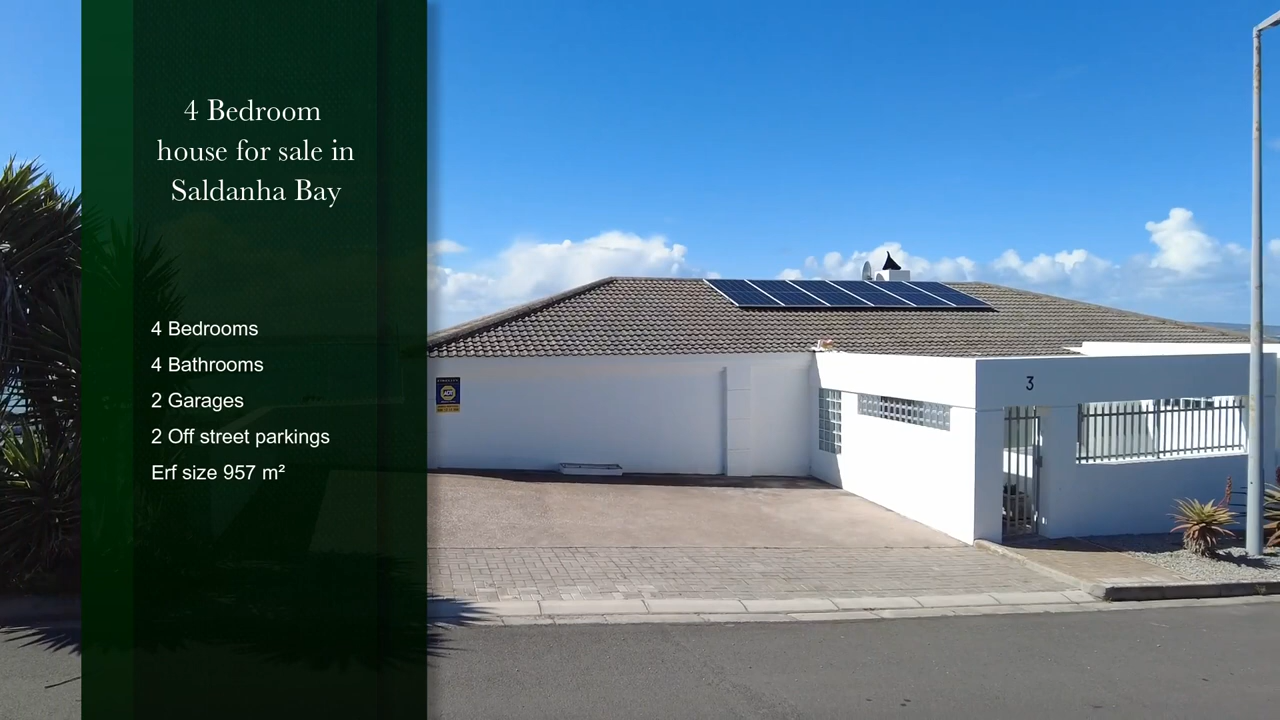 4 Bedroom
house for sale in
Saldanha Bay
4 Bedrooms
4 Bathrooms
2 Garages
2 Off street parkings
Erf size 957 m²
ADT
3